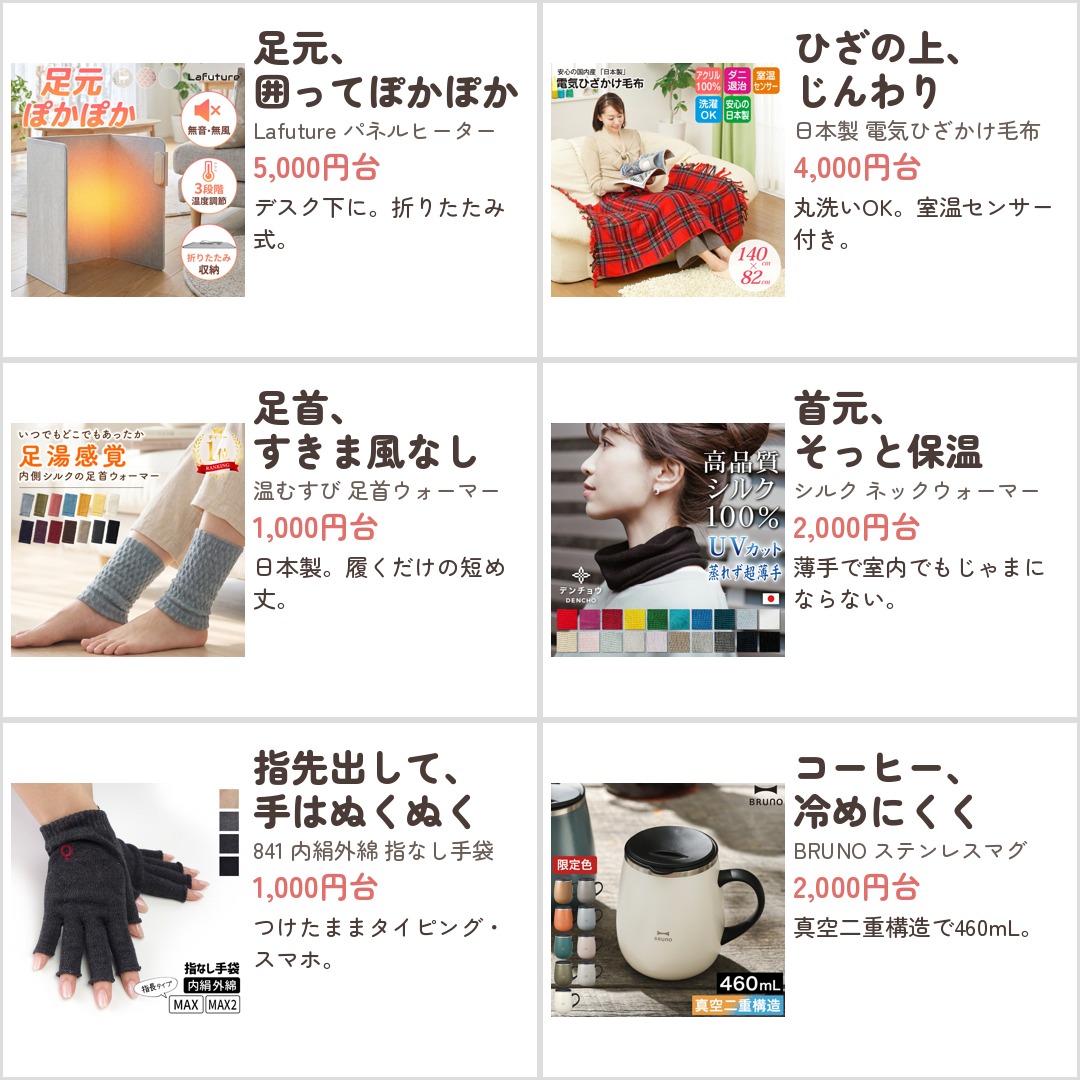 足元
ぽかぽか
Lafuture
無音・無風
3段階
温度調節
折りたたみ
収納
足元、
囲ってぽかぽか
Lafuture パネルヒーター
5,000円台
デスク下に。折りたたみ
式。
安心の国内産「日本製」
電気ひざかけ毛布
アクリル
100%
ダニ
退治
室温
センサー
洗濯
OK
安心の
日本製
140cm
×
82cm
ひざの上、
じんわり
日本製 電気ひざかけ毛布
4,000円台
丸洗いOK。室温センサー
付き。
いつでもどこでもあったか
足湯感覚
内側シルクの足首ウォーマー
1位
RANKING
足首、
すきま風なし
温むすび 足首ウォーマー
1,000円台
日本製。履くだけの短め
丈。
高品質
シルク
100%
UVカット
蒸れず超薄手
デンチョウ
DENCHO
首元、
そっと保温
シルク ネックウォーマー
2,000円台
薄手で室内でもじゃまに
ならない。
指なし手袋
指長タイプ
内絹外綿
MAX
MAX2
指先出して、
手はぬくぬく
841 内絹外綿 指なし手袋
1,000円台
つけたままタイピング・
スマホ。
BRUNO
限定色
BRUNO
460mL
真空二重構造
コーヒー、
冷めにくく
BRUNO ステンレスマグ
2,000円台
真空二重構造で460mL。